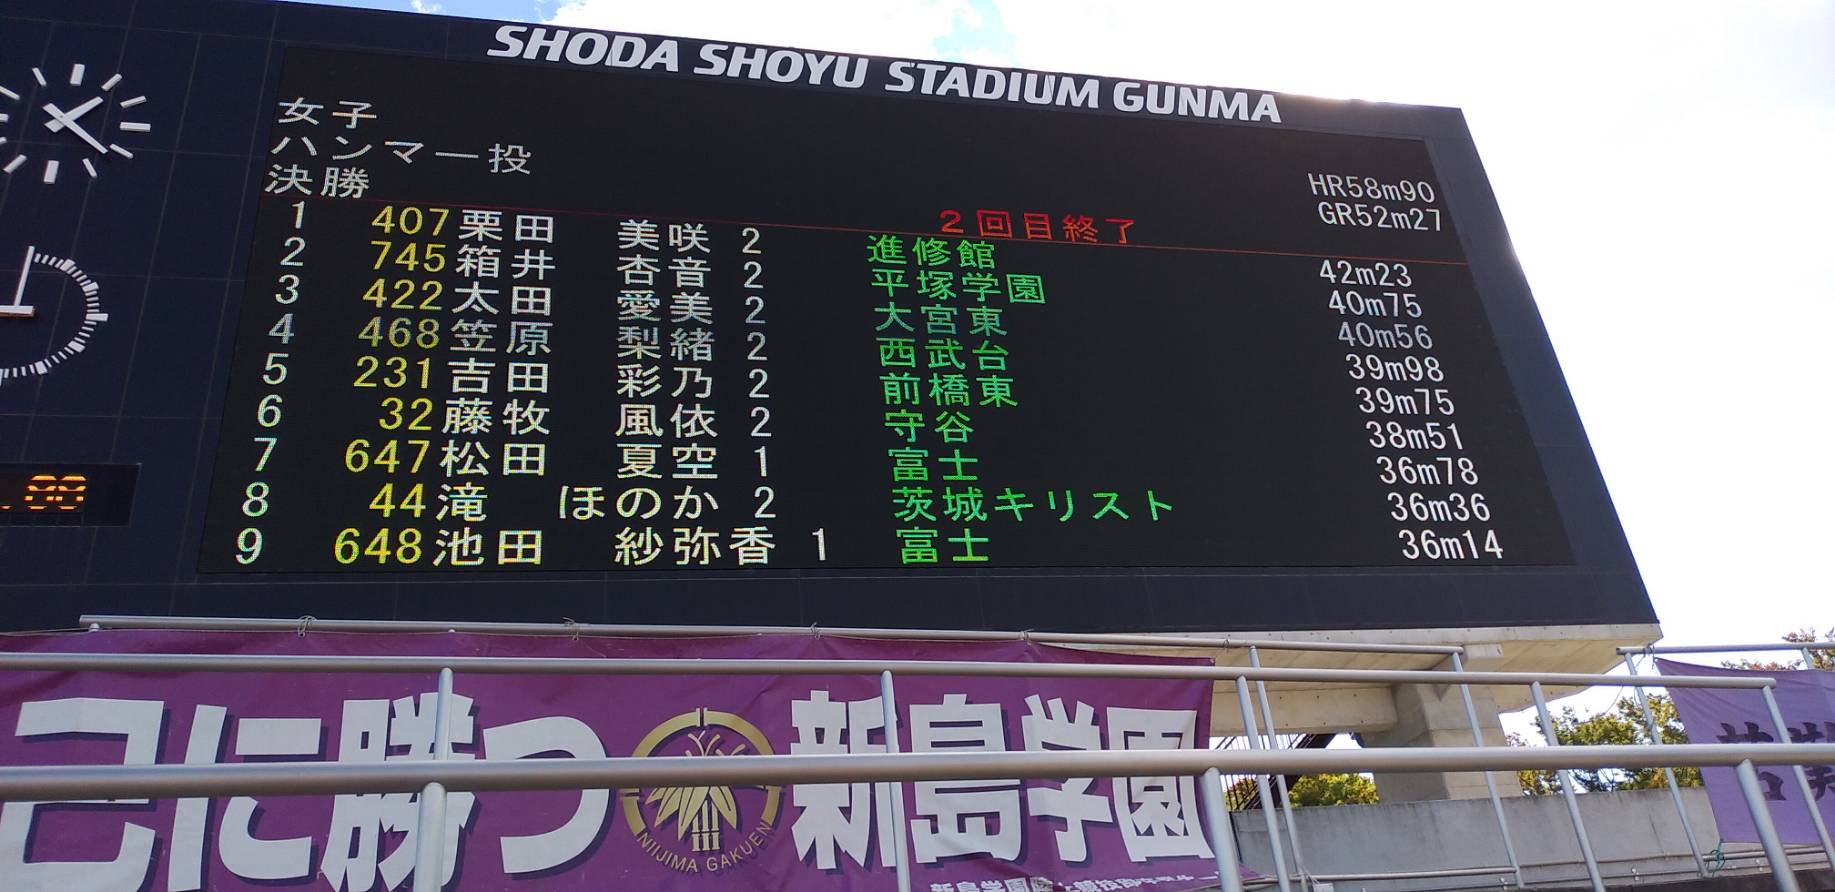 SHODA SHOYU STADIUM GUNMA
女子
ハンマー投
決勝
HR58m90
GR52m27
2回目終了
1 407 栗田 美咲 2 進修館 42m23
2 745 箱井 杏音 2 平塚学園 40m75
3 422 太田 愛美 2 大宮東 40m56
4 468 笠原 梨緒 2 西武台 39m98
5 231 吉田 彩乃 2 前橋東 39m75
6 32 藤牧 風依 2 守谷 38m51
7 647 松田 夏空 1 富士 36m78
8 44 滝 ほのか 2 茨城キリスト 36m36
9 648 池田 紗弥香 1 富士 36m14
.00
己に勝つ 新島学園
NIIJIMA GAKUEN